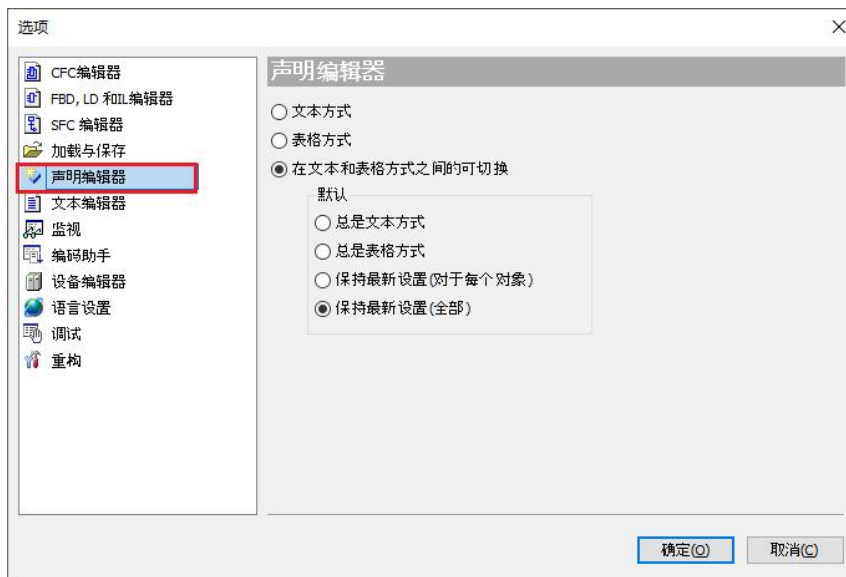 选项
CFC编辑器
FBD, LD 和IL编辑器
SFC 编辑器
加载与保存
声明编辑器
文本编辑器
监视
编码助手
设备编辑器
语言设置
调试
重构
声明编辑器
文本方式
表格方式
在文本和表格方式之间的可切换
默认
总是文本方式
总是表格方式
保持最新设置(对于每个对象)
保持最新设置(全部)
确定(O)
取消(C)